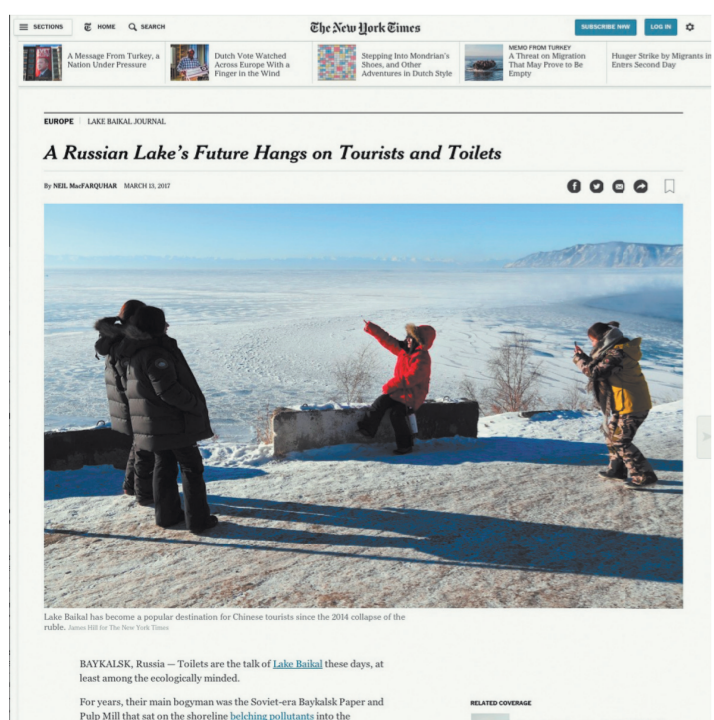 SECTIONS HOME SEARCH The New York Times SUBSCRIBE NOW LOG IN
A Message From Turkey, a
Nation Under Pressure
Dutch Vote Watched
Across Europe With a
Finger in the Wind
Stepping Into Mondrian's
Shoes, and Other
Adventures in Dutch Style
MEMO FROM TURKEY
A Threat on Migration
That May Prove to Be
Empty
Hunger Strike by Migrants in
Enters Second Day
EUROPE LAKE BAIKAL JOURNAL
A Russian Lake's Future Hangs on Tourists and Toilets
By NEIL MacFARQUHAR MARCH 13, 2017
Lake Baikal has become a popular destination for Chinese tourists since the 2014 collapse of the
ruble. James Hill for The New York Times
BAYKALSK, Russia — Toilets are the talk of Lake Baikal these days, at
least among the ecologically minded.
For years, their main bogyman was the Soviet-era Baykalsk Paper and
Pulp Mill that sat on the shoreline belching pollutants into the
RELATED COVERAGE